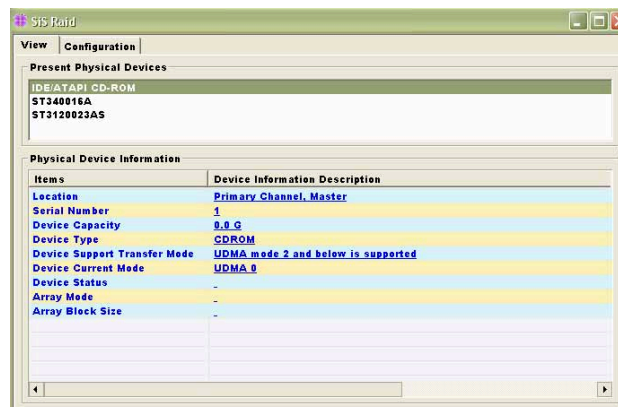 SiS Raid
View Configuration
Present Physical Devices
IDE/ATAPI CD-ROM
ST340016A
ST3120023AS
Physical Device Information
Items Device Information Description
Location Primary Channel, Master
Serial Number 1
Device Capacity 0.0 G
Device Type CDROM
Device Support Transfer Mode UDMA mode 2 and below is supported
Device Current Mode UDMA 0
Device Status -
Array Mode -
Array Block Size -